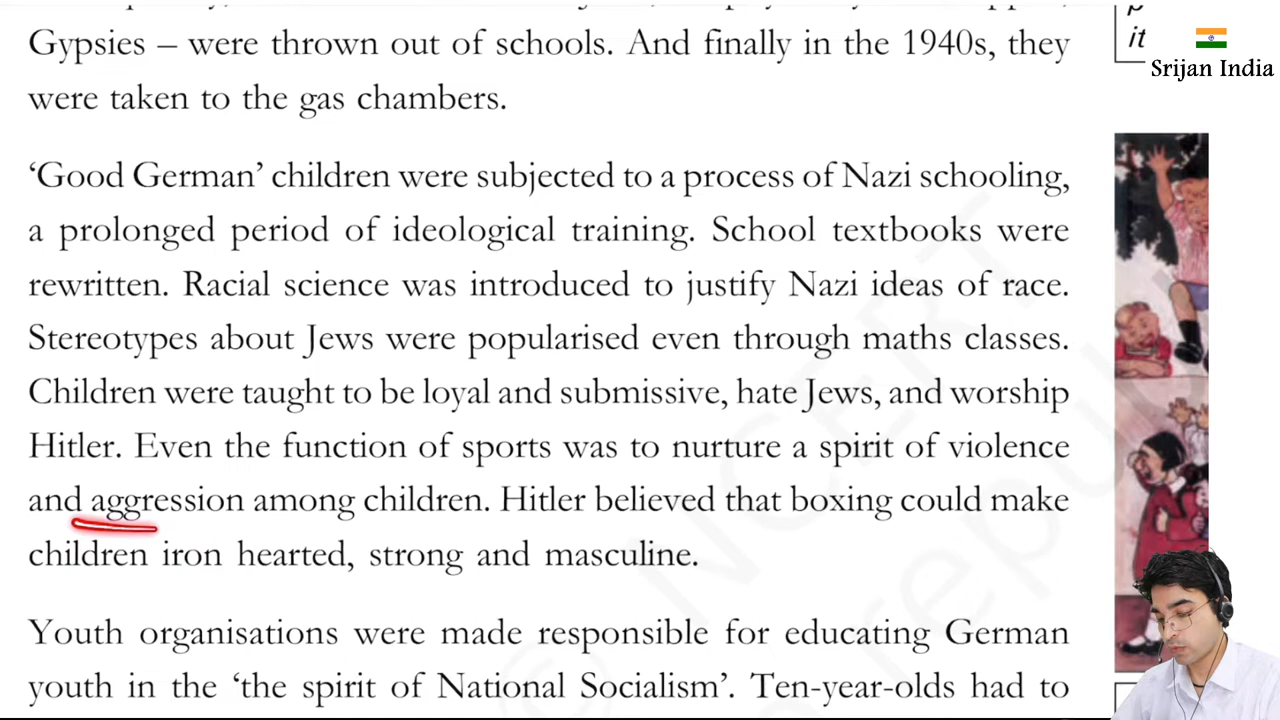 Gypsies – were thrown out of schools. And finally in the 1940s, they
were taken to the gas chambers.
‘Good German’ children were subjected to a process of Nazi schooling,
a prolonged period of ideological training. School textbooks were
rewritten. Racial science was introduced to justify Nazi ideas of race.
Stereotypes about Jews were popularised even through maths classes.
Children were taught to be loyal and submissive, hate Jews, and worship
Hitler. Even the function of sports was to nurture a spirit of violence
and aggression among children. Hitler believed that boxing could make
children iron hearted, strong and masculine.
Youth organisations were made responsible for educating German
youth in the ‘the spirit of National Socialism’. Ten-year-olds had to
it
Srijan India
© NCERT